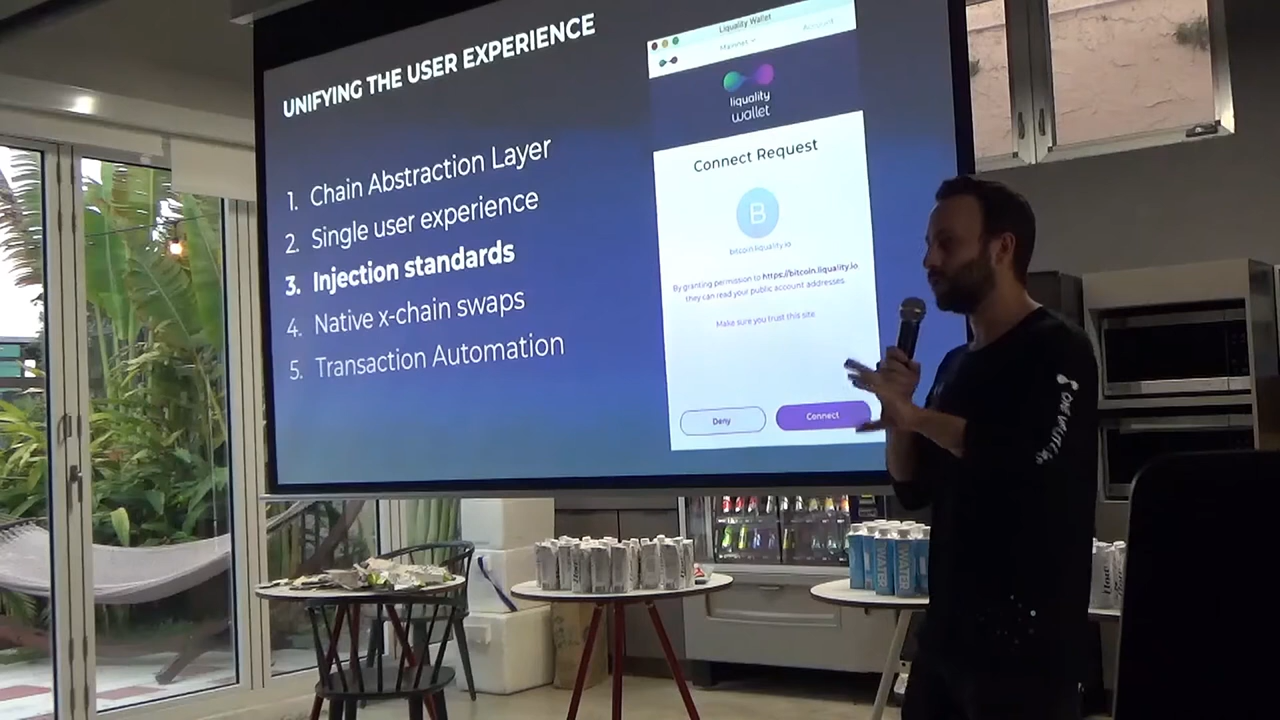 UNIFYING THE USER EXPERIENCE
1. Chain Abstraction Layer
2. Single user experience
3. Injection standards
4. Native x-chain swaps
5. Transaction Automation
Liquality Wallet
Account
liquality
wallet
Connect Request
B
bitcoin.liquality.io
By granting permission to https://bitcoin.liquality.io
they can read your public account addresses.
Make sure you trust this site.
Deny
Connect
WATER
WATER